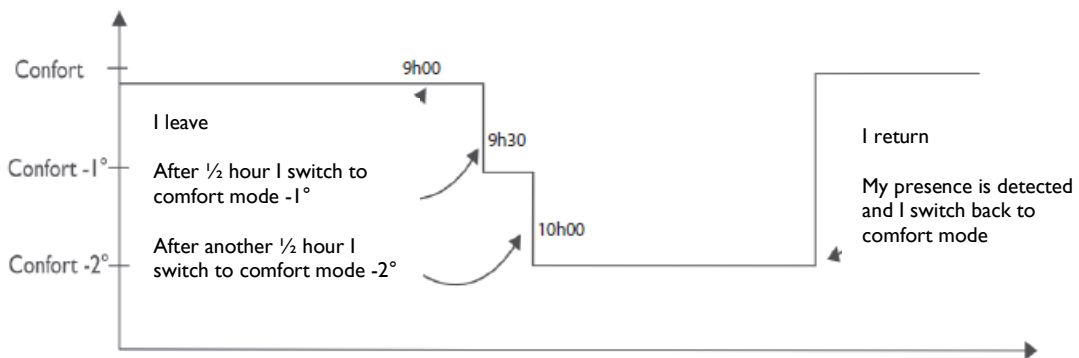 Confort
9h00
I leave
9h30
I return
Confort -1°
After ½ hour I switch to
comfort mode -1°
My presence is detected
and I switch back to
comfort mode
10h00
After another ½ hour I
switch to comfort mode -2°
Confort -2°